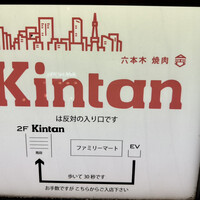 六本木 焼肉
Kintan
は反対の入り口です
2F Kintan
ファミリーマート
EV
歩いて30秒です
お手数ですが こちらからご入店下さい